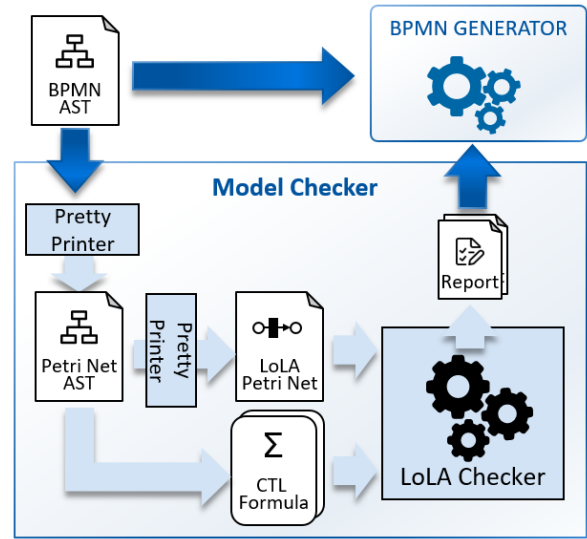 BPMN
AST
BPMN GENERATOR
Model Checker
Pretty
Printer
Report
Petri Net
AST
Pretty
Printer
LoLA
Petri Net
Σ
CTL
Formula
LoLA Checker